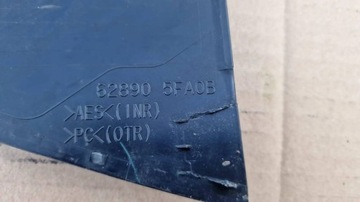 62890 5FA0B
>AES<(INR)
>PC<(OTR)